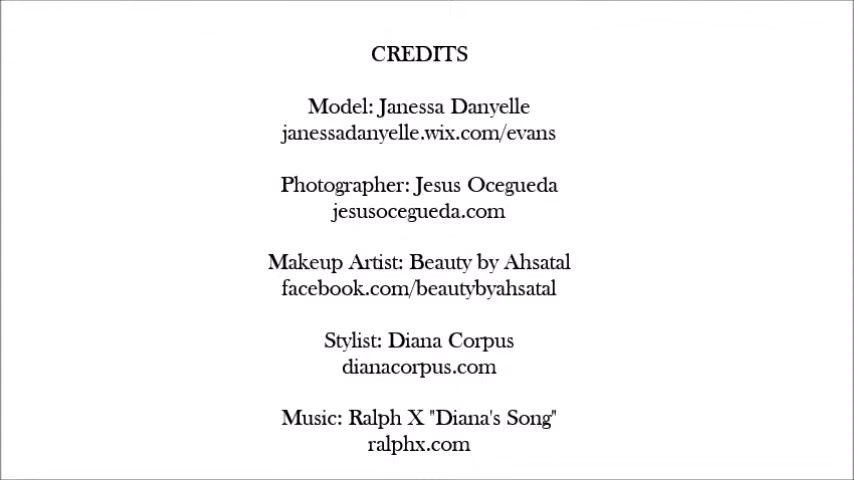 CREDITS
Model: Janessa Danyelle
janessadanyelle.wix.com/evans
Photographer: Jesus Ocegueda
jesusocegueda.com
Makeup Artist: Beauty by Ahsatal
facebook.com/beautybyahsatal
Stylist: Diana Corpus
dianacorpus.com
Music: Ralph X "Diana's Song"
ralphx.com